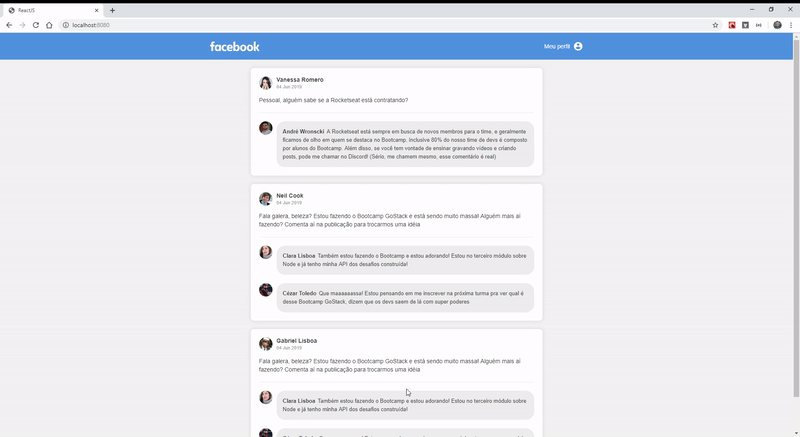 ReactJS
localhost:8080
facebook
Meu perfil
Vanessa Romero
04 Jun 2019
Pessoal, alguém sabe se a Rocketseat está contratando?
André Wronscki A Rocketseat está sempre em busca de novos membros para o time, e geralmente
ficamos de olho em quem se destaca no Bootcamp, inclusive 80% do nosso time de devs é composto
por alunos do Bootcamp. Além disso, se você tem vontade de ensinar gravando vídeos e criando
posts, pode me chamar no Discord! (Sério, me chamem mesmo, esse comentário é real)
Neil Cook
04 Jun 2019
Fala galera, beleza? Estou fazendo o Bootcamp GoStack e está sendo muito massa! Alguém mais aí
fazendo? Comenta aí na publicação para trocarmos uma idéia
Clara Lisboa Também estou fazendo o Bootcamp e estou adorando! Estou no terceiro módulo sobre
Node e já tenho minha API dos desafios construída!
Cézar Toledo Que maaaaaassa! Estou pensando em me inscrever na próxima turma pra ver qual é
desse Bootcamp GoStack, dizem que os devs saem de lá com super poderes
Gabriel Lisboa
04 Jun 2019
Fala galera, beleza? Estou fazendo o Bootcamp GoStack e está sendo muito massa! Alguém mais aí
fazendo? Comenta aí na publicação para trocarmos uma idéia
Clara Lisboa Também estou fazendo o Bootcamp e estou adorando! Estou no terceiro módulo sobre
Node e já tenho minha API dos desafios construída!